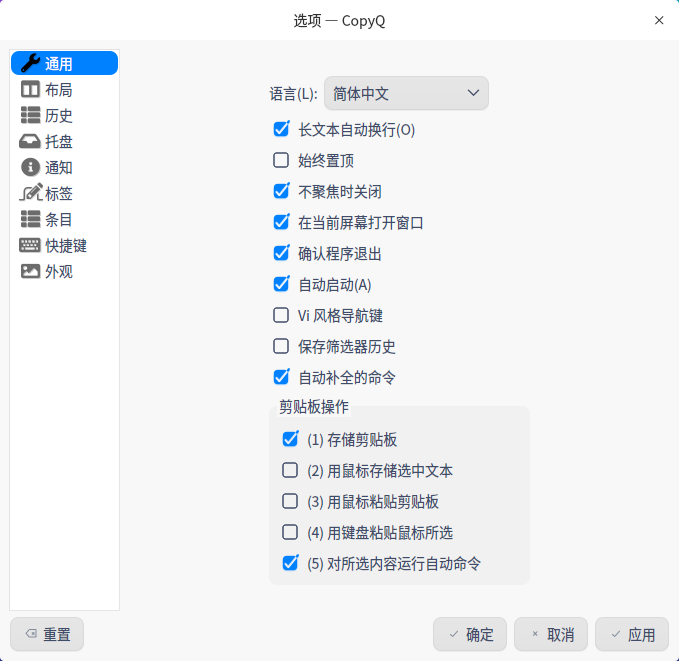 选项 — CopyQ
通用
布局
历史
托盘
通知
标签
条目
快捷键
外观
语言(L): 简体中文
长文本自动换行(O)
始终置顶
不聚焦时关闭
在当前屏幕打开窗口
确认程序退出
自动启动(A)
Vi 风格导航键
保存筛选器历史
自动补全的命令
剪贴板操作
(1) 存储剪贴板
(2) 用鼠标存储选中文本
(3) 用鼠标粘贴剪贴板
(4) 用键盘粘贴鼠标所选
(5) 对所选内容运行自动命令
重置 确定 取消 应用